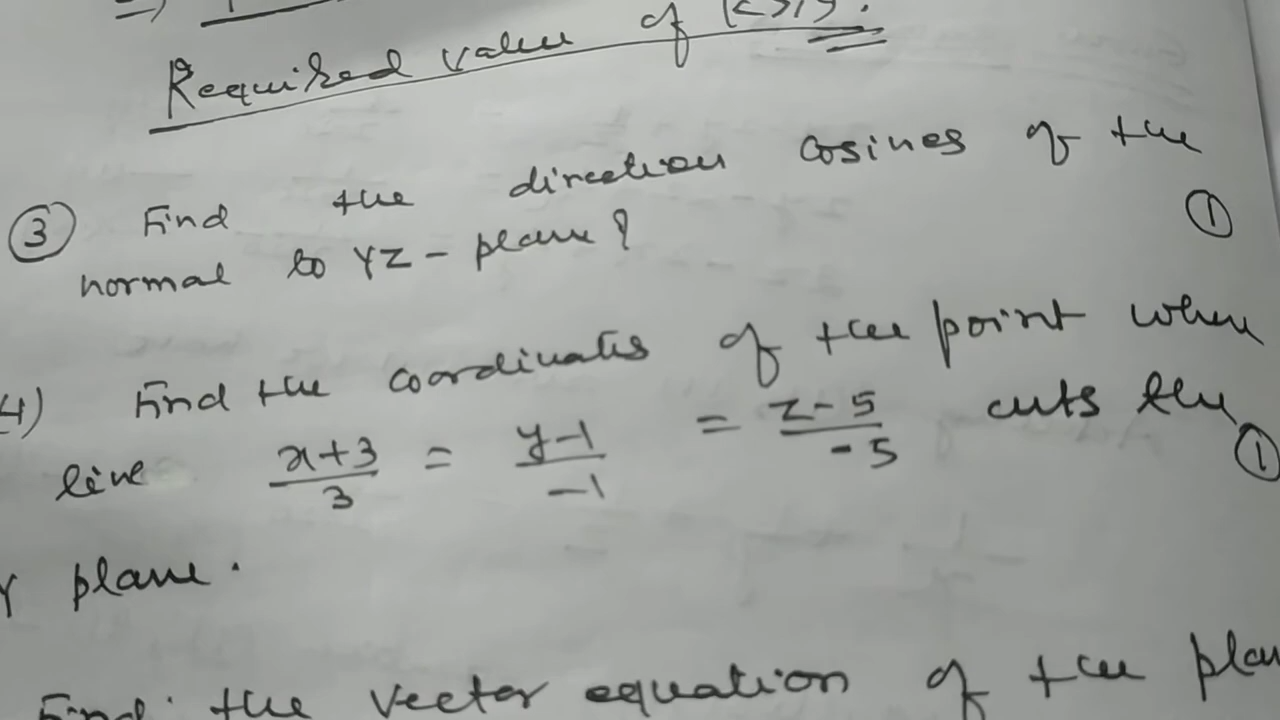 Required value of
③ Find the direction cosines of the
normal to YZ - plane? ①
4) Find the coordinates of the point where
line x+3/3 = y-1/-1 = z-5/-5 cuts the ①
Y plane.
Find the vector equation of the plan